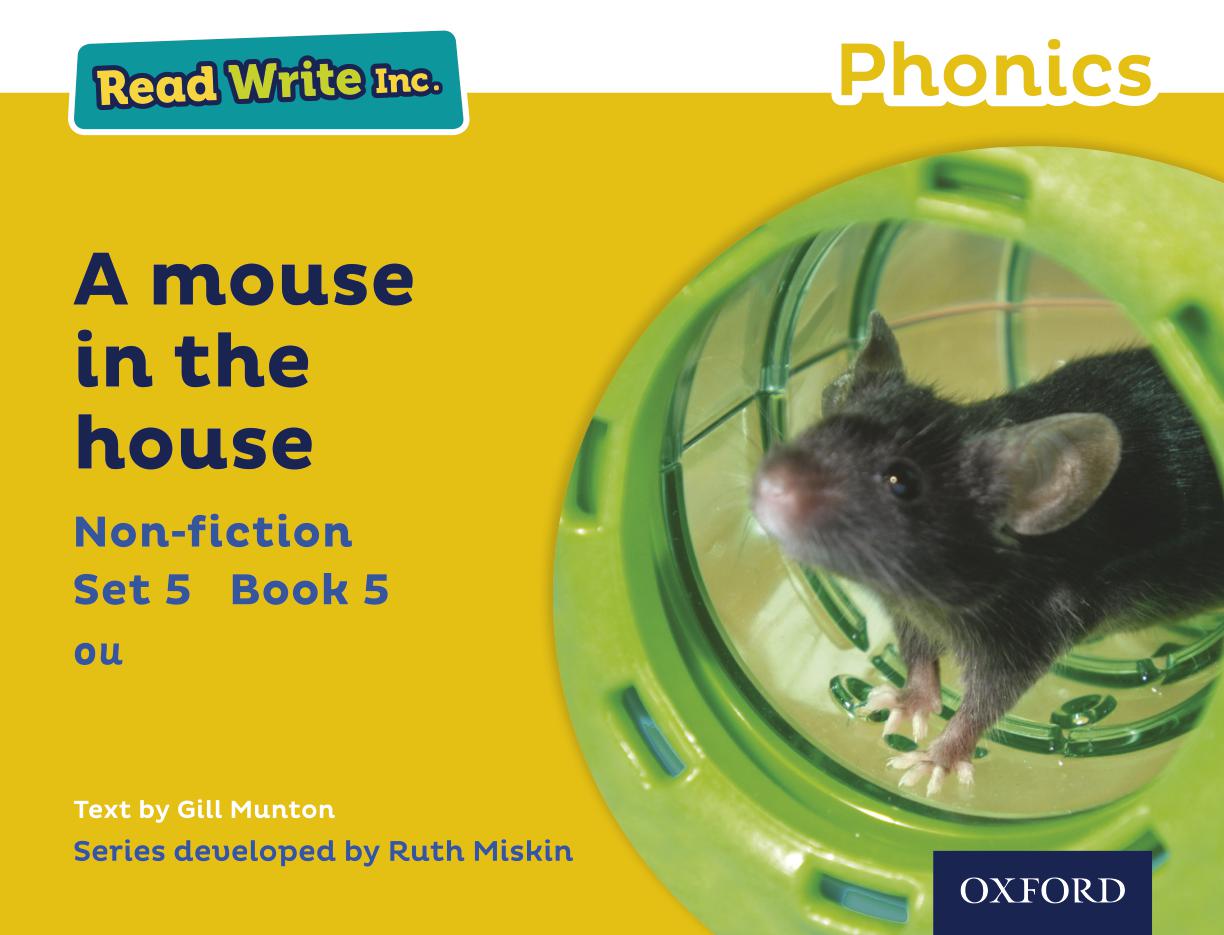 Read Write Inc.
Phonics
A mouse
in the
house
Non-fiction
Set 5 Book 5
ou
Text by Gill Munton
Series developed by Ruth Miskin
OXFORD